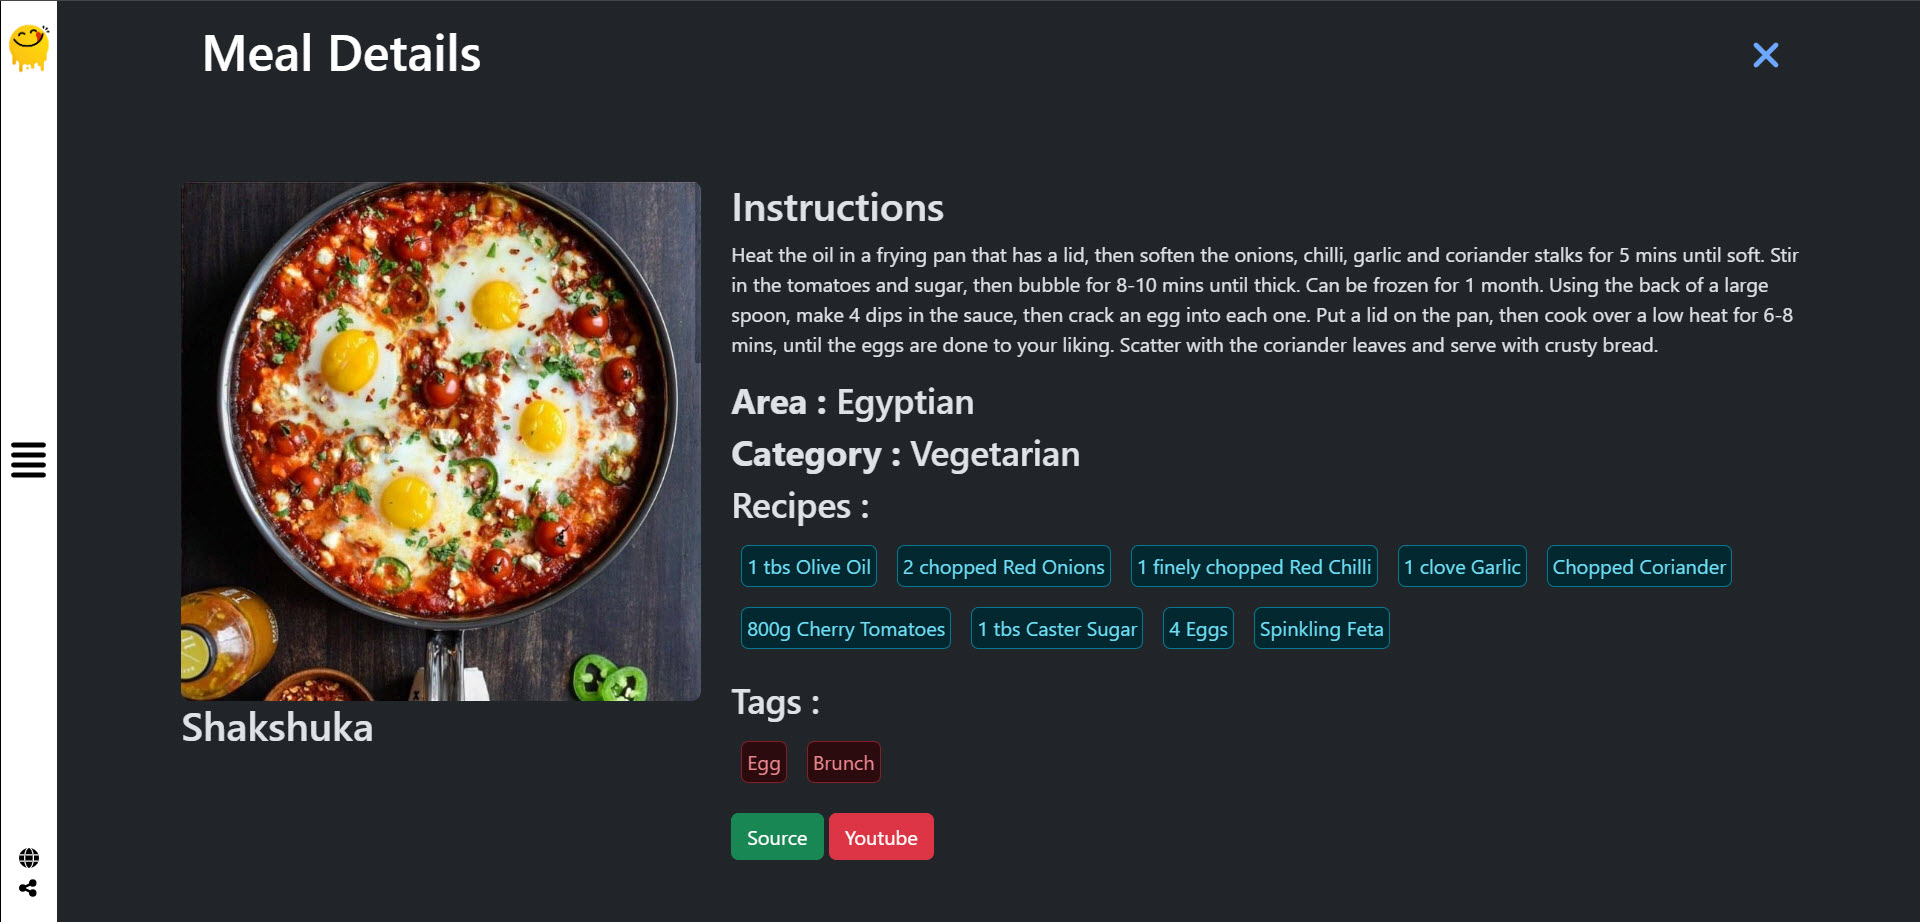 Meal Details
Instructions
Heat the oil in a frying pan that has a lid, then soften the onions, chilli, garlic and coriander stalks for 5 mins until soft. Stir
in the tomatoes and sugar, then bubble for 8-10 mins until thick. Can be frozen for 1 month. Using the back of a large
spoon, make 4 dips in the sauce, then crack an egg into each one. Put a lid on the pan, then cook over a low heat for 6-8
mins, until the eggs are done to your liking. Scatter with the coriander leaves and serve with crusty bread.
Area : Egyptian
Category : Vegetarian
Recipes :
1 tbs Olive Oil
2 chopped Red Onions
1 finely chopped Red Chilli
1 clove Garlic
Chopped Coriander
800g Cherry Tomatoes
1 tbs Caster Sugar
4 Eggs
Spinkling Feta
Tags :
Egg
Brunch
Source
Youtube
Shakshuka